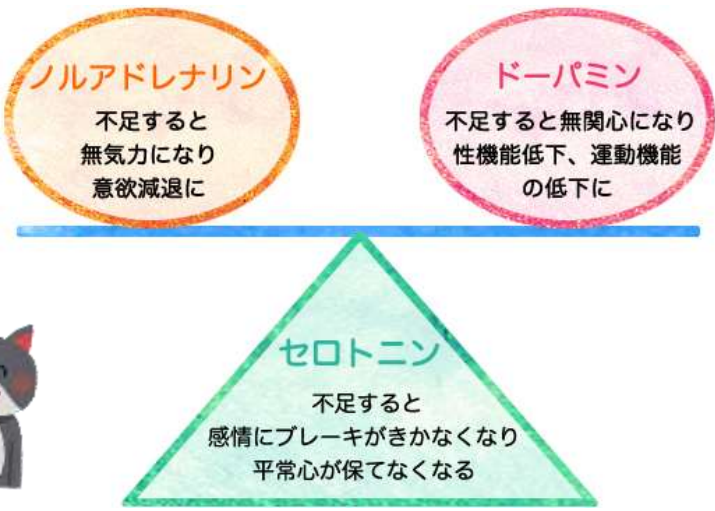 ノルアドレナリン
不足すると
無気力になり
意欲減退に
ドーパミン
不足すると無関心になり
性機能低下、運動機能
の低下に
セロトニン
不足すると
感情にブレーキがきかなくなり
平常心が保てなくなる